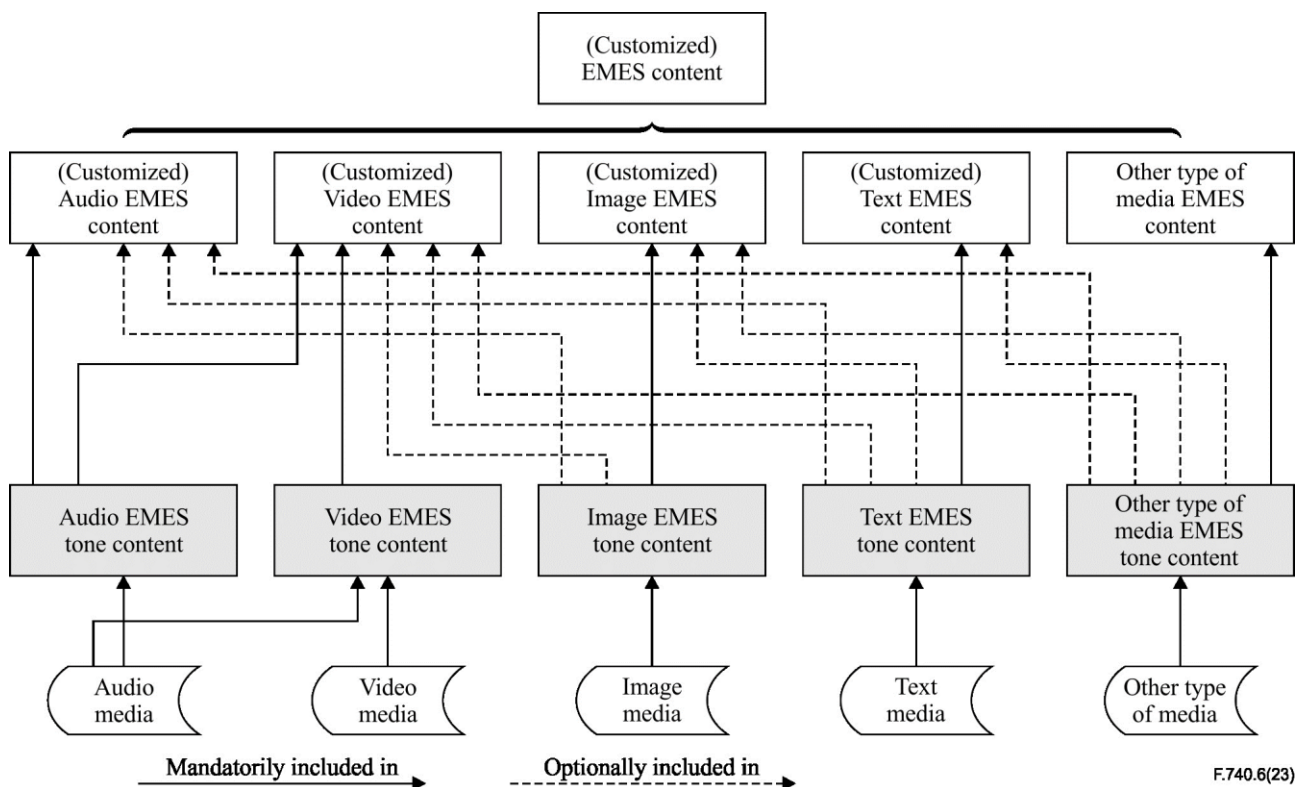 (Customized)
EMES content
(Customized)
Audio EMES
content
(Customized)
Video EMES
content
(Customized)
Image EMES
content
(Customized)
Text EMES
content
Other type of
media EMES
content
Audio EMES
tone content
Video EMES
tone content
Image EMES
tone content
Text EMES
tone content
Other type of
media EMES
tone content
Audio
media
Video
media
Image
media
Text
media
Other type
of media
Mandatorily included in
Optionally included in
F.740.6(23)